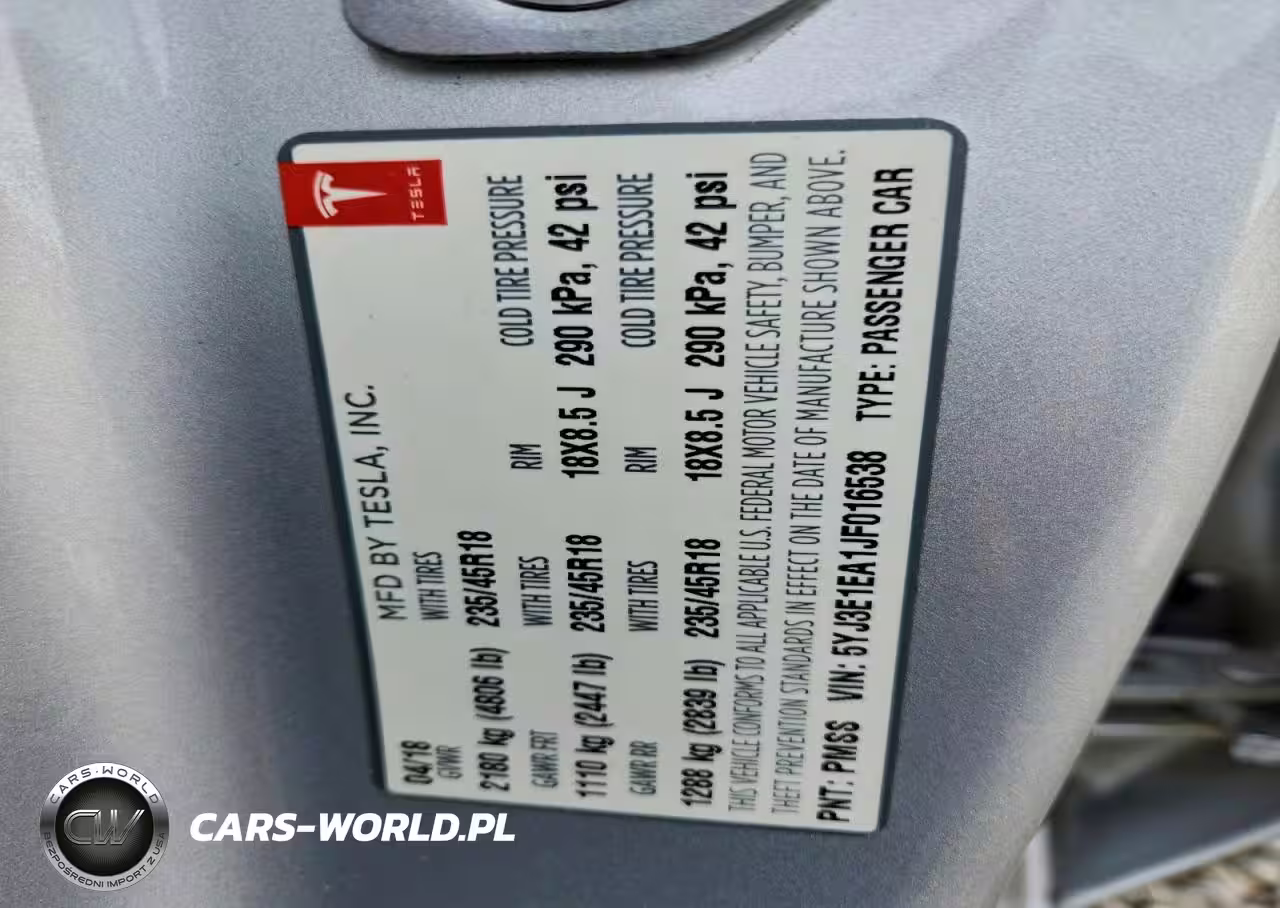 TESLA
MFD BY TESLA, INC.
04/18
GVWR WITH TIRES
2180 kg (4806 lb) 235/45R18
GAWR FRT WITH TIRES RIM COLD TIRE PRESSURE
1110 kg (2447 lb) 235/45R18 18X8.5 J 290 kPa, 42 psi
GAWR RR WITH TIRES RIM COLD TIRE PRESSURE
1288 kg (2839 lb) 235/45R18 18X8.5 J 290 kPa, 42 psi
THIS VEHICLE CONFORMS TO ALL APPLICABLE U.S. FEDERAL MOTOR VEHICLE SAFETY, BUMPER, AND
THEFT PREVENTION STANDARDS IN EFFECT ON THE DATE OF MANUFACTURE SHOWN ABOVE.
PNT: PMSS VIN: 5YJ3E1EA1JF016538 TYPE: PASSENGER CAR
CARS-WORLD
CW
BEZPOŚREDNI IMPORT Z USA
CARS-WORLD.PL